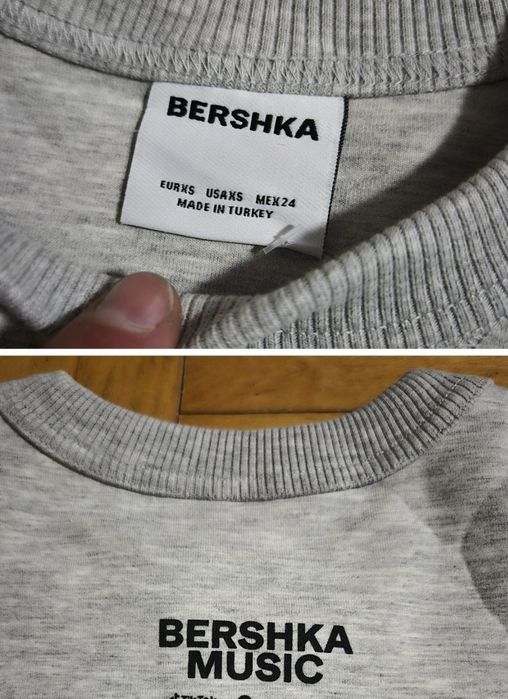 BERSHKA
EURXS USAXS MEX24
MADE IN TURKEY
BERSHKA
MUSIC